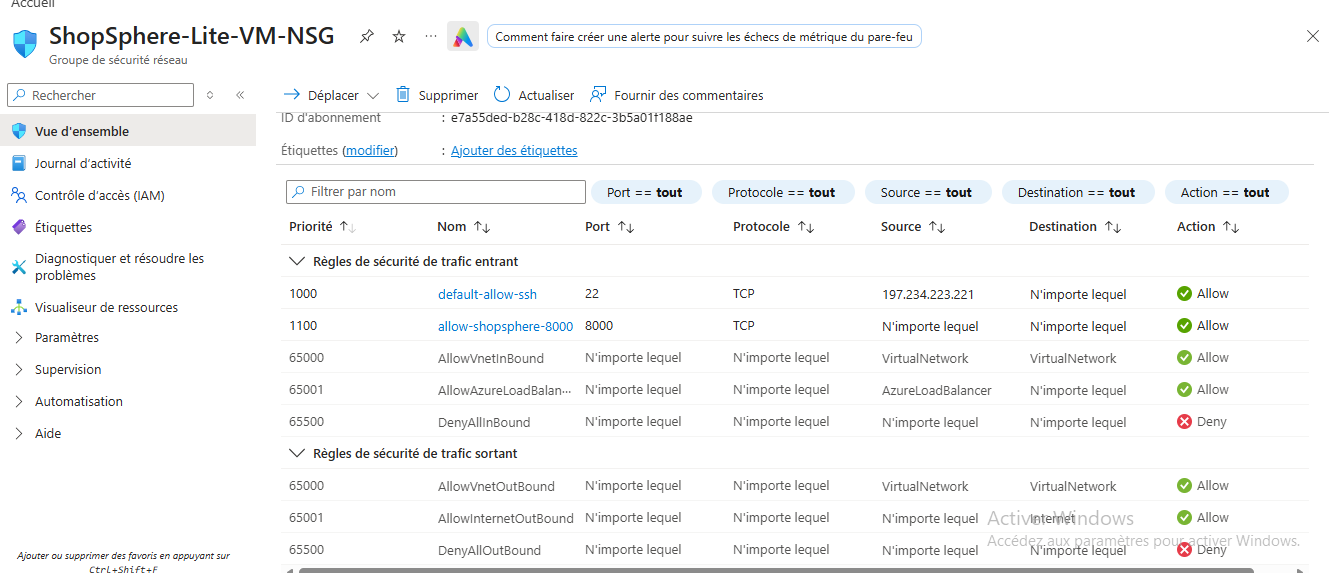 Accueil
ShopSphere-Lite-VM-NSG
Comment faire créer une alerte pour suivre les échecs de métrique du pare-feu
Groupe de sécurité réseau
Rechercher
Déplacer Supprimer Actualiser Fournir des commentaires
ID d'abonnement : e7a55ded-b28c-418d-822c-3b5a01f188ae
Étiquettes (modifier) : Ajouter des étiquettes
Vue d'ensemble
Journal d'activité
Contrôle d'accès (IAM)
Étiquettes
Diagnostiquer et résoudre les
problèmes
Visualiseur de ressources
Paramètres
Supervision
Automatisation
Aide
Ajouter ou supprimer des favoris en appuyant sur
Ctrl+Shift+F
Filtrer par nom Port == tout Protocole == tout Source == tout Destination == tout Action == tout
Priorité Nom Port Protocole Source Destination Action
Règles de sécurité de trafic entrant
1000 default-allow-ssh 22 TCP 197.234.223.221 N'importe lequel Allow
1100 allow-shopsphere-8000 8000 TCP N'importe lequel N'importe lequel Allow
65000 AllowVnetInBound N'importe lequel N'importe lequel VirtualNetwork VirtualNetwork Allow
65001 AllowAzureLoadBalan... N'importe lequel N'importe lequel AzureLoadBalancer N'importe lequel Allow
65500 DenyAllInBound N'importe lequel N'importe lequel N'importe lequel N'importe lequel Deny
Règles de sécurité de trafic sortant
65000 AllowVnetOutBound N'importe lequel N'importe lequel VirtualNetwork VirtualNetwork Allow
65001 AllowInternetOutBound N'importe lequel N'importe lequel N'importe lequel Internet Allow
65500 DenyAllOutBound N'importe lequel N'importe lequel N'importe lequel N'importe lequel Deny
Activer Windows
Accédez aux paramètres pour activer Windows.